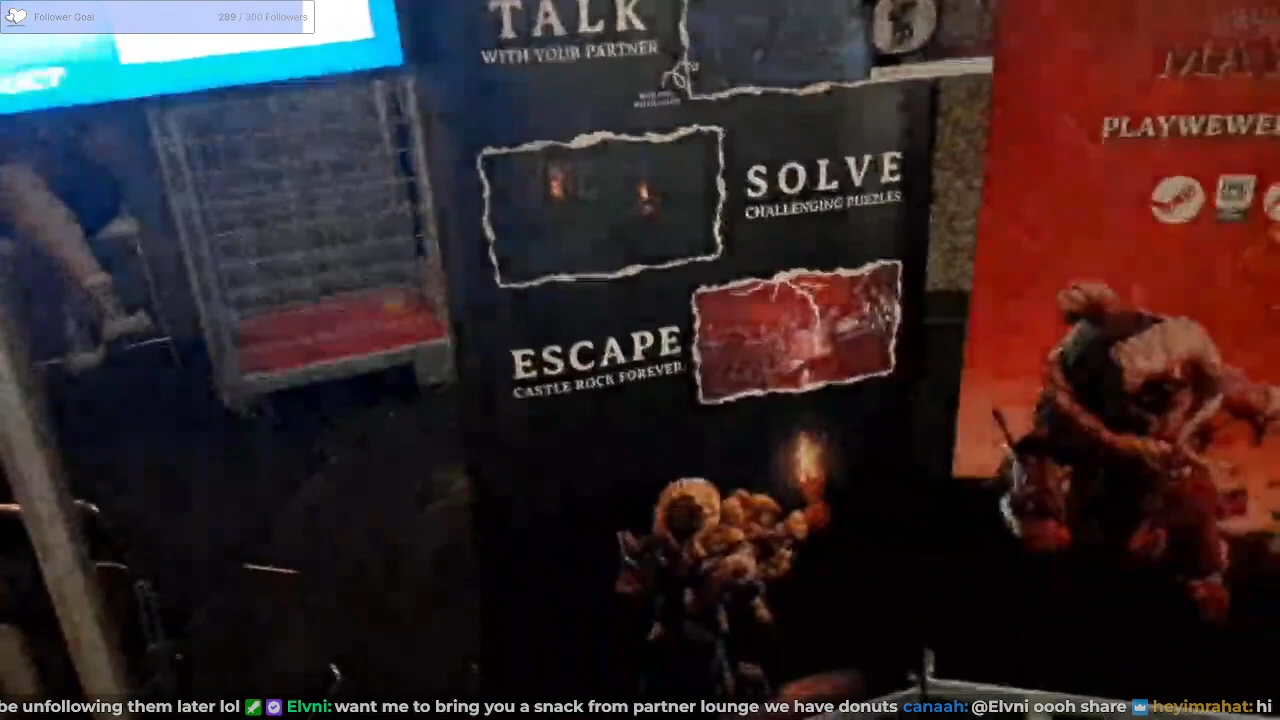 Follower Goal 289 / 300 Followers
TALK
WITH YOUR PARTNER
SOLVE
CHALLENGING PUZZLES
ESCAPE
CASTLE ROCK FOREVER
be unfollowing them later lol Elvni: want me to bring you a snack from partner lounge we have donuts canaah: @Elvni oooh share heyimrahat: hi